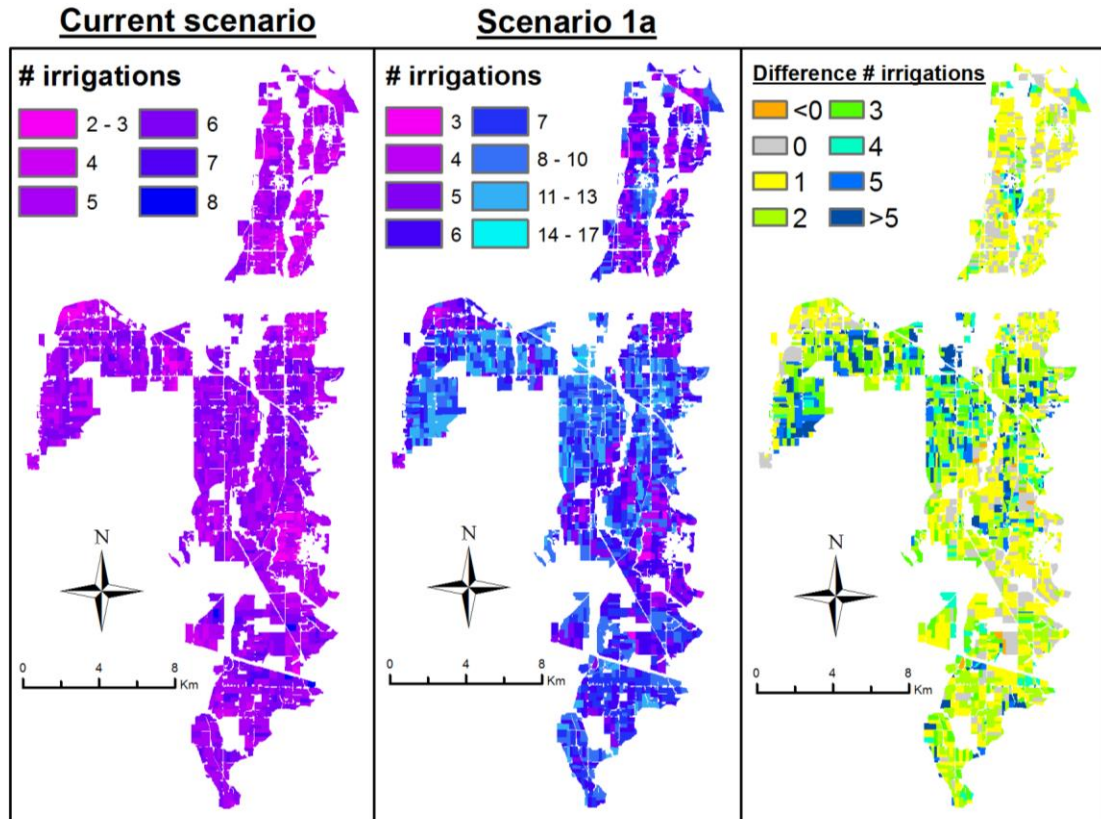 Current scenario
# irrigations
2 - 3 6
4 7
5 8
N
0 4 8
Km
Scenario 1a
# irrigations
3 7
4 8 - 10
5 11 - 13
6 14 - 17
N
0 4 8
Km
Difference # irrigations
<0 3
0 4
1 5
2 >5
N
0 4 8
Km